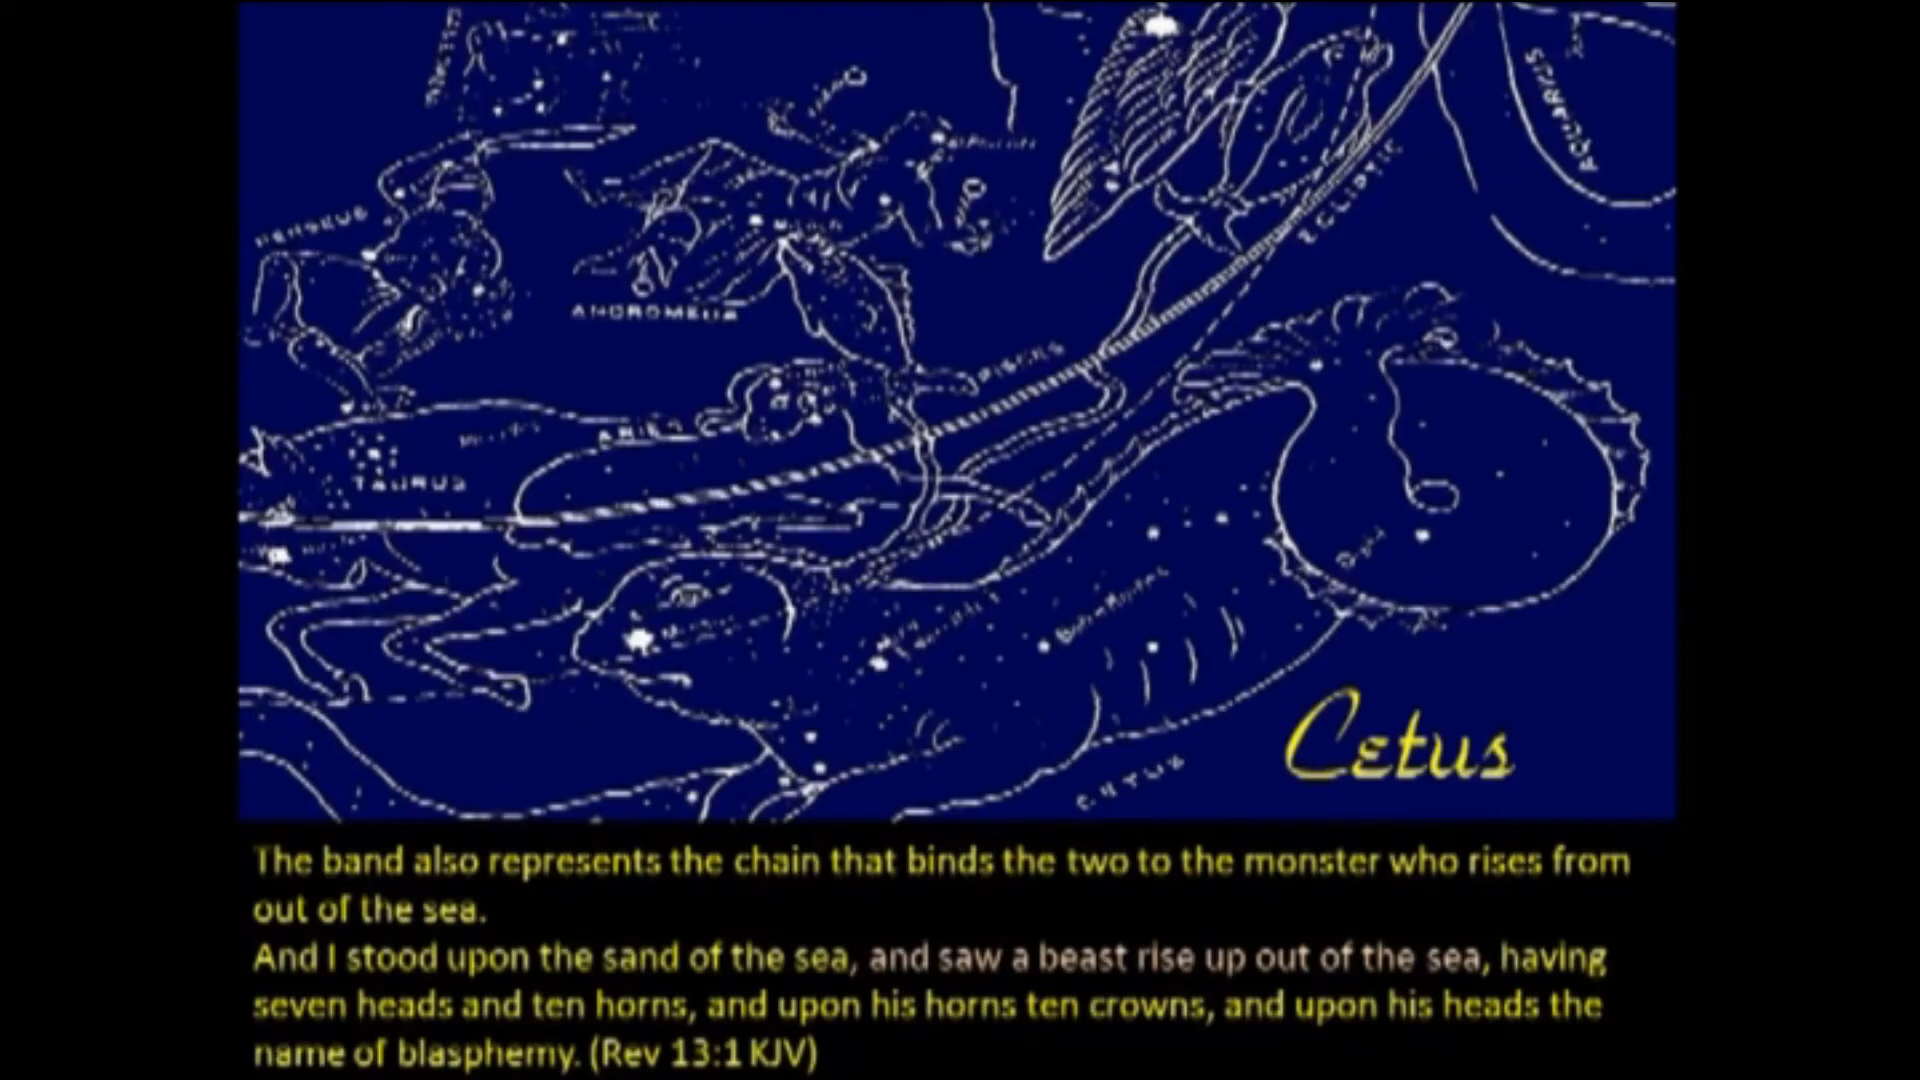 AQUARIUS
PERSEUS
ECLIPTIC
ANDROMEDA
PISCES
ARIES
TAURUS
Cetus
CETUS
The band also represents the chain that binds the two to the monster who rises from
out of the sea.
And I stood upon the sand of the sea, and saw a beast rise up out of the sea, having
seven heads and ten horns, and upon his horns ten crowns, and upon his heads the
name of blasphemy. (Rev 13:1 KJV)